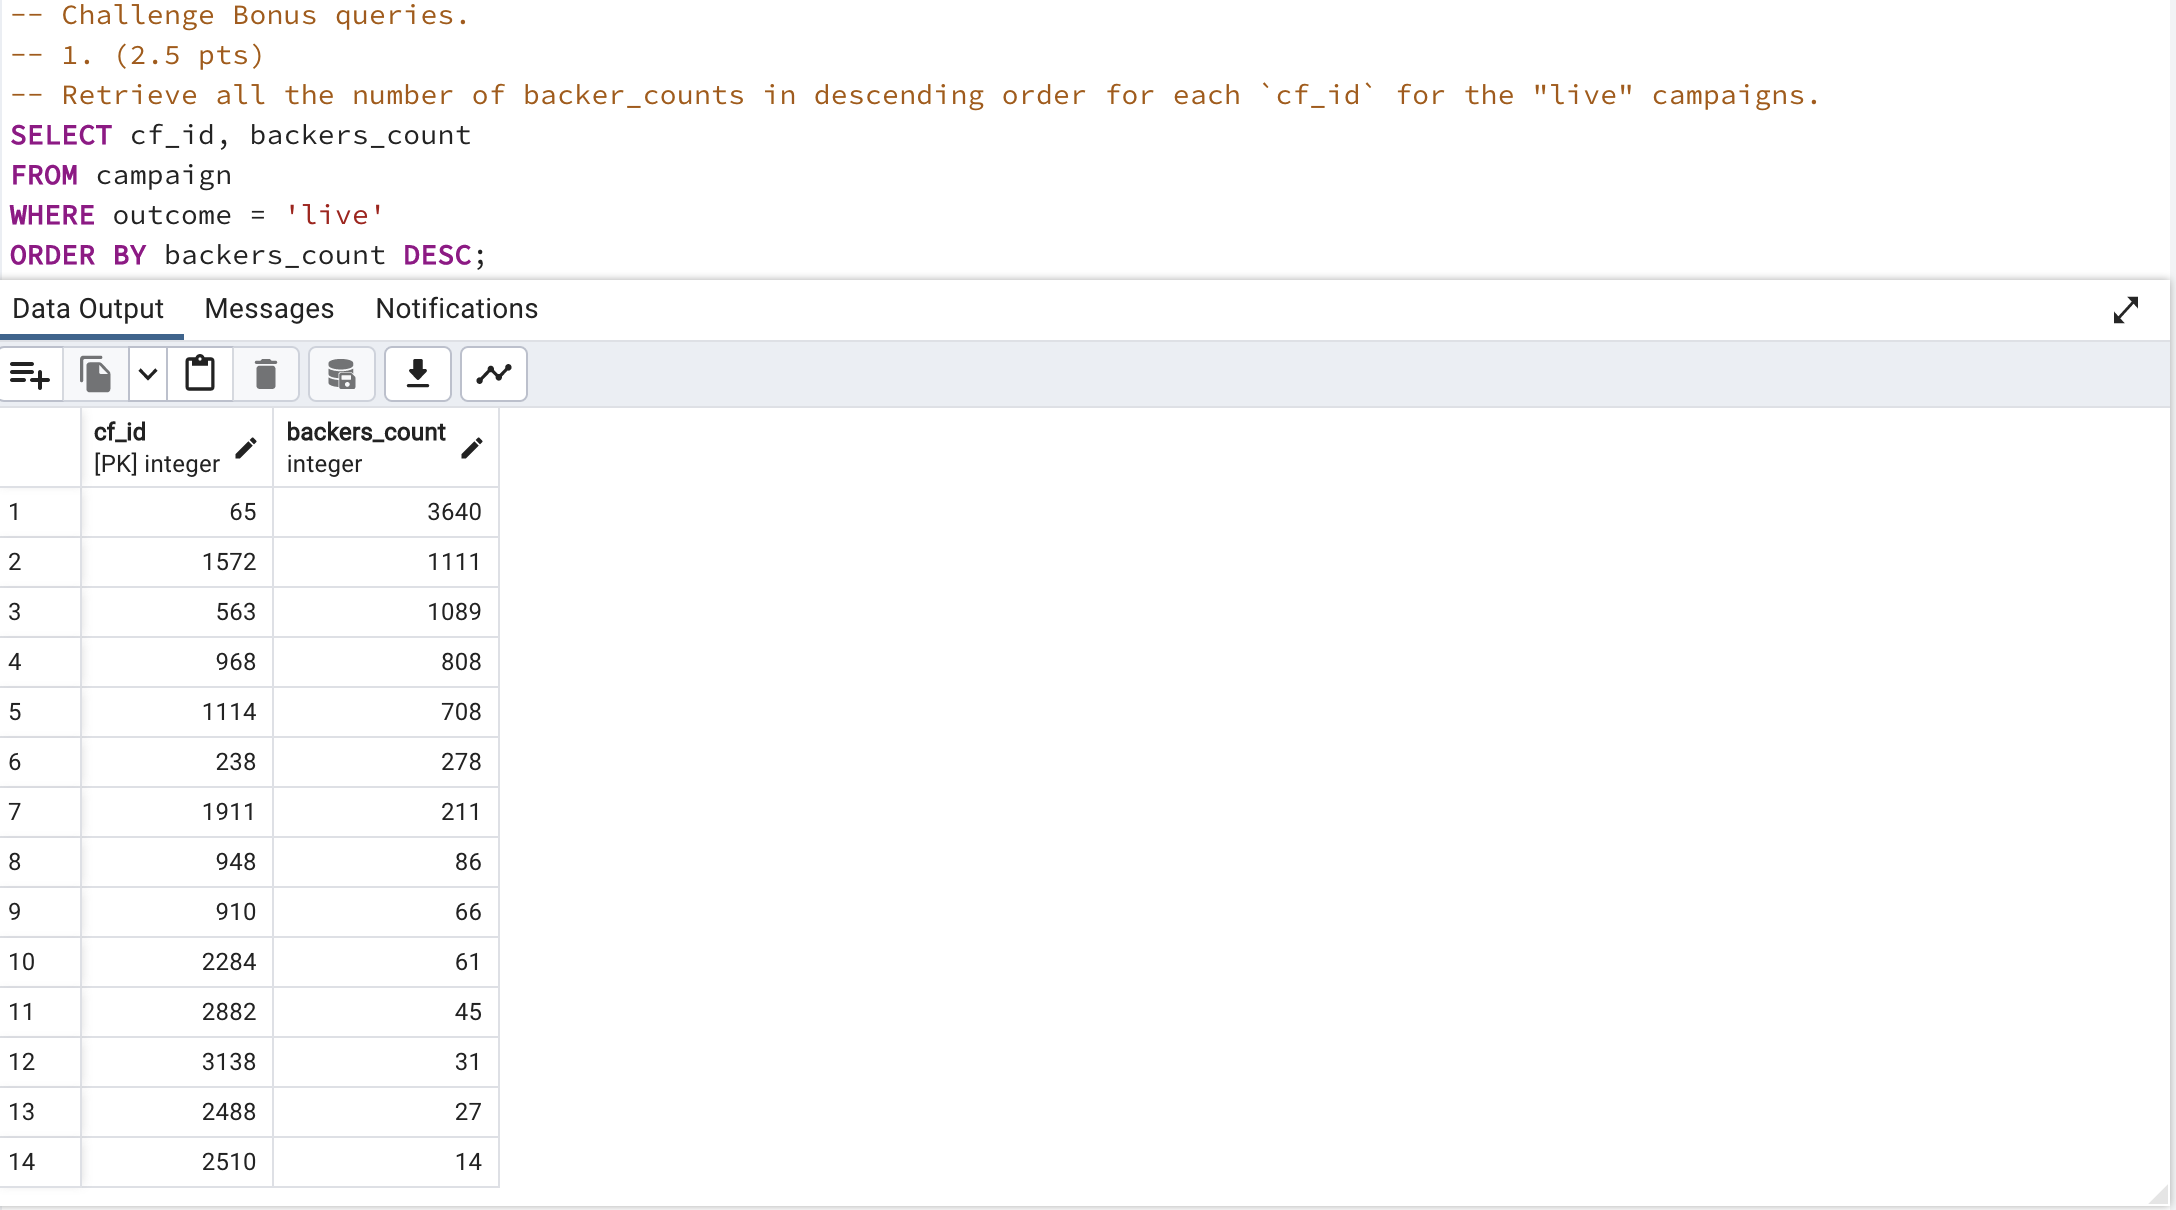 -- Challenge Bonus queries.
-- 1. (2.5 pts)
-- Retrieve all the number of backer_counts in descending order for each `cf_id` for the "live" campaigns.
SELECT cf_id, backers_count
FROM campaign
WHERE outcome = 'live'
ORDER BY backers_count DESC;
Data Output Messages Notifications
cf_id backers_count
[PK] integer integer
1 65 3640
2 1572 1111
3 563 1089
4 968 808
5 1114 708
6 238 278
7 1911 211
8 948 86
9 910 66
10 2284 61
11 2882 45
12 3138 31
13 2488 27
14 2510 14